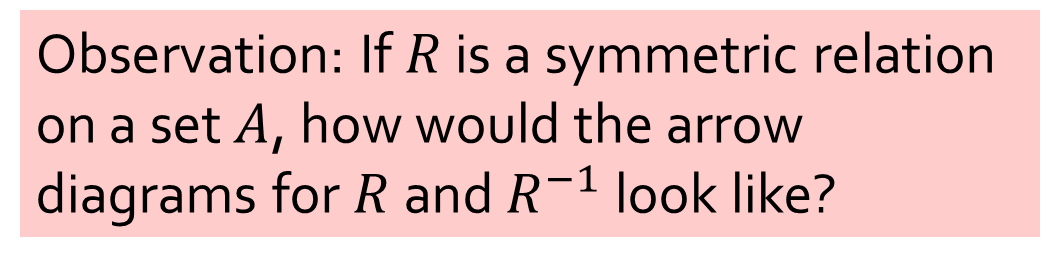 Observation: If R is a symmetric relation
on a set A, how would the arrow
diagrams for R and R⁻¹ look like?